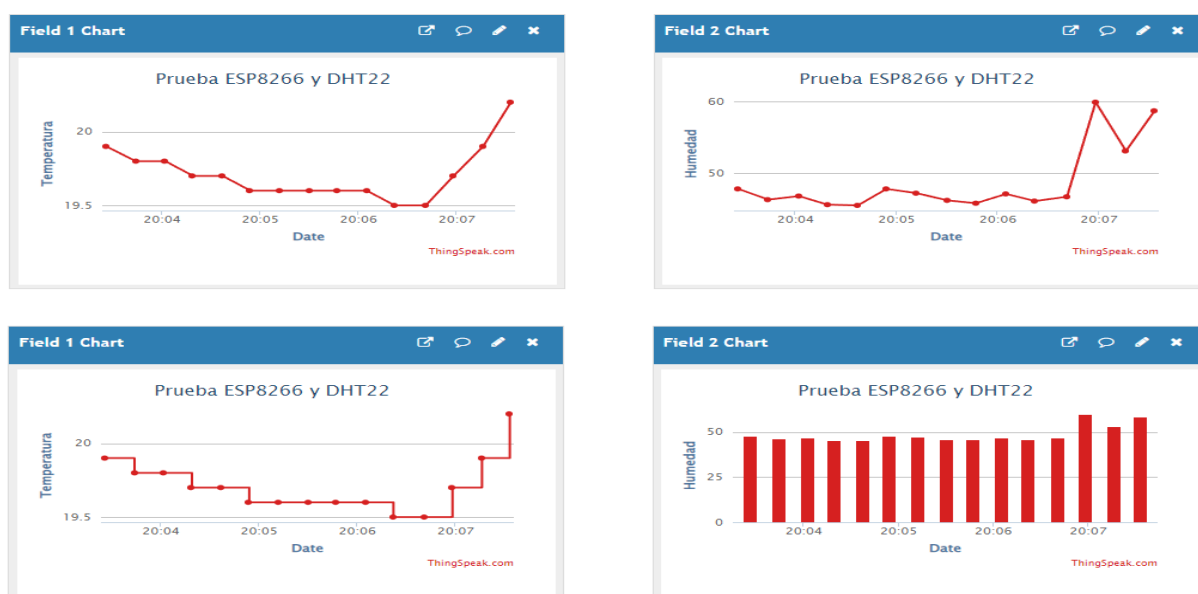 Field 1 Chart
Prueba ESP8266 y DHT22
Temperatura
20
19.5
20:04 20:05 20:06 20:07
Date
ThingSpeak.com
Field 2 Chart
Prueba ESP8266 y DHT22
Humedad
60
50
20:04 20:05 20:06 20:07
Date
ThingSpeak.com
Field 1 Chart
Prueba ESP8266 y DHT22
Temperatura
20
19.5
20:04 20:05 20:06 20:07
Date
ThingSpeak.com
Field 2 Chart
Prueba ESP8266 y DHT22
Humedad
50
25
0
20:04 20:05 20:06 20:07
Date
ThingSpeak.com